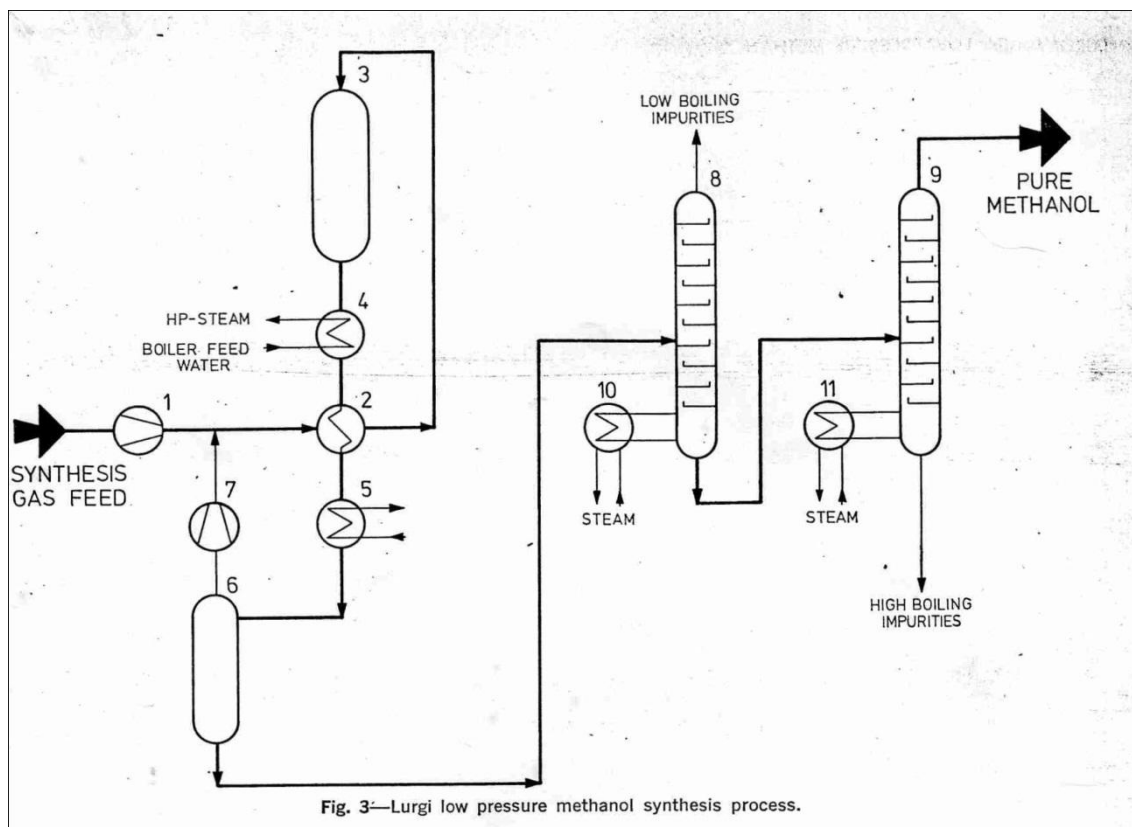 3
LOW BOILING
IMPURITIES
8
9
PURE
METHANOL
4
HP-STEAM
BOILER FEED
WATER
1
2
10
11
SYNTHESIS
GAS FEED
7
5
STEAM
STEAM
6
HIGH BOILING
IMPURITIES
Fig. 3—Lurgi low pressure methanol synthesis process.